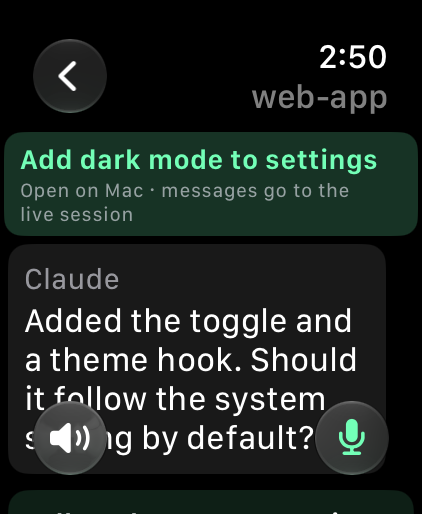 2:50
web-app
Add dark mode to settings
Open on Mac · messages go to the
live session
Claude
Added the toggle and
a theme hook. Should
it follow the system
by default?